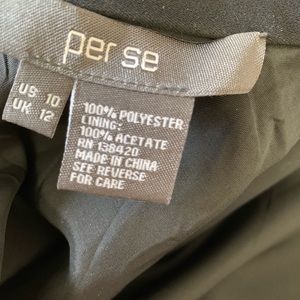 per se
US 10
UK 12
100% POLYESTER
LINING:
100% ACETATE
RN 138420
MADE IN CHINA
SEE REVERSE
FOR CARE